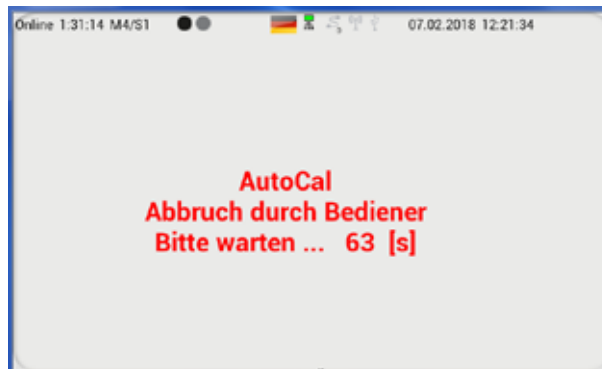 Online 1:31:14 M4/S1 07.02.2018 12:21:34
AutoCal
Abbruch durch Bediener
Bitte warten ... 63 [s]